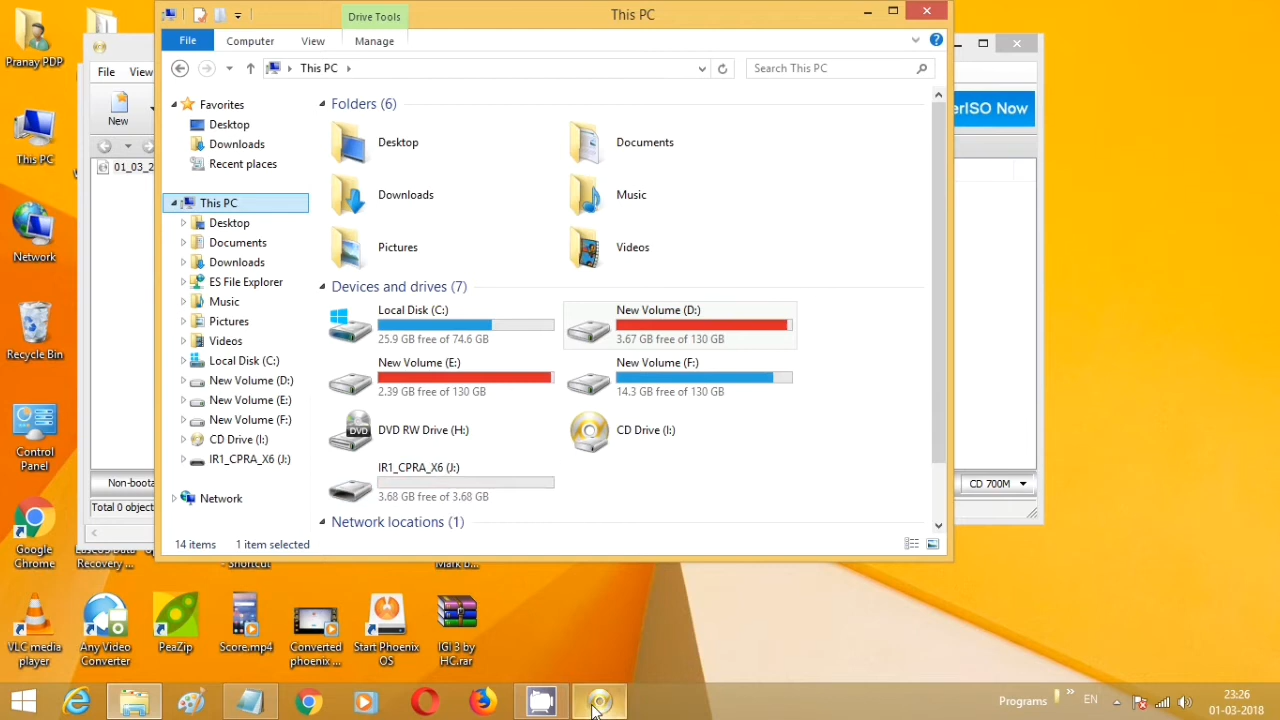 Pranay PDP
This PC
Network
Recycle Bin
Control
Panel
Google
Chrome
Recovery ...
- Shortcut
VLC media
player
Any Video
Converter
PeaZip
Score.mp4
Converted
phoenix ...
Start Phoenix
OS
IGI 3 by
HC.rar
File
View
New
01_03_2
Non-boota
Total 0 object
erISO Now
CD 700M
Drive Tools
This PC
File
Computer
View
Manage
This PC
Search This PC
Favorites
Desktop
Downloads
Recent places
This PC
Desktop
Documents
Downloads
ES File Explorer
Music
Pictures
Videos
Local Disk (C:)
New Volume (D:)
New Volume (E:)
New Volume (F:)
CD Drive (I:)
IR1_CPRA_X6 (J:)
Network
Folders (6)
Desktop
Documents
Downloads
Music
Pictures
Videos
Devices and drives (7)
Local Disk (C:)
25.9 GB free of 74.6 GB
New Volume (D:)
3.67 GB free of 130 GB
New Volume (E:)
2.39 GB free of 130 GB
New Volume (F:)
14.3 GB free of 130 GB
DVD
DVD RW Drive (H:)
CD Drive (I:)
IR1_CPRA_X6 (J:)
3.68 GB free of 3.68 GB
Network locations (1)
14 items
1 item selected
Programs
EN
23:26
01-03-2018